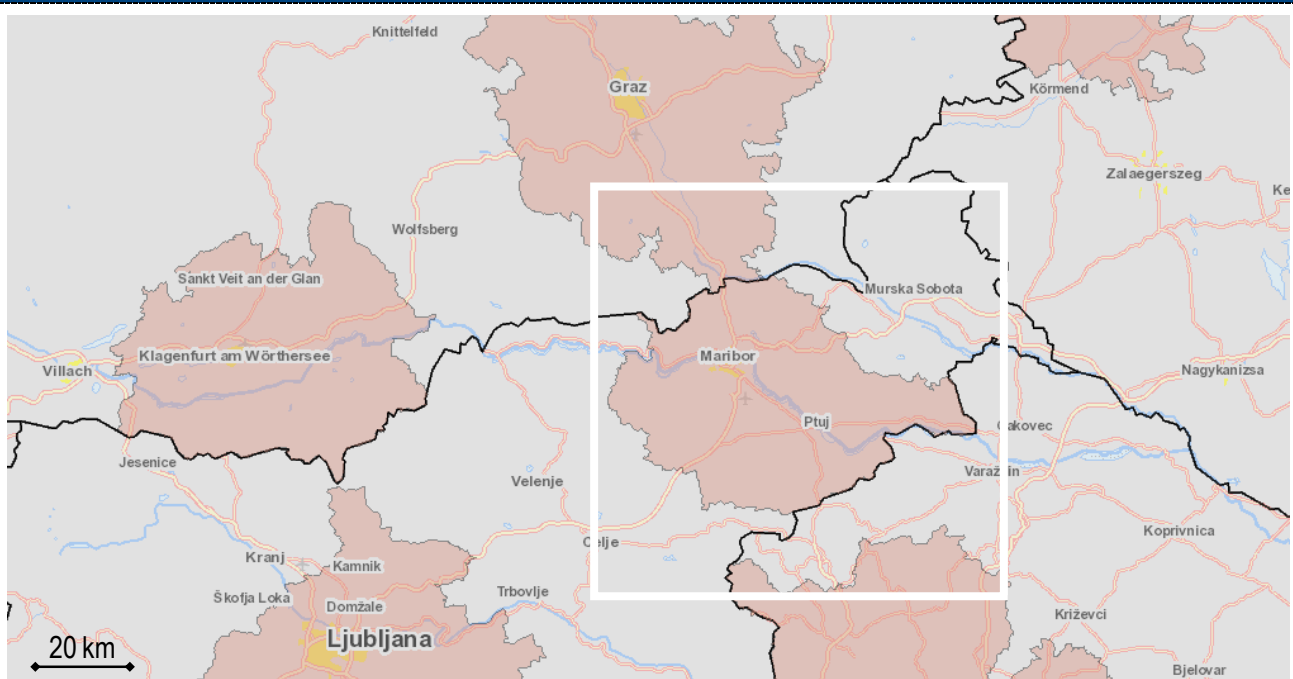 Knittelfeld
Graz
Körmend
Zalaegerszeg
Ke
Wolfsberg
Sankt Veit an der Glan
Murska Sobota
Klagenfurt am Wörthersee
Maribor
Villach
Nagykanizsa
Ptuj
Čakovec
Jesenice
Varaždin
Velenje
Koprivnica
Celje
Kranj
Kamnik
Trbovlje
Škofja Loka
Domžale
Križevci
Ljubljana
20 km
Bjelovar